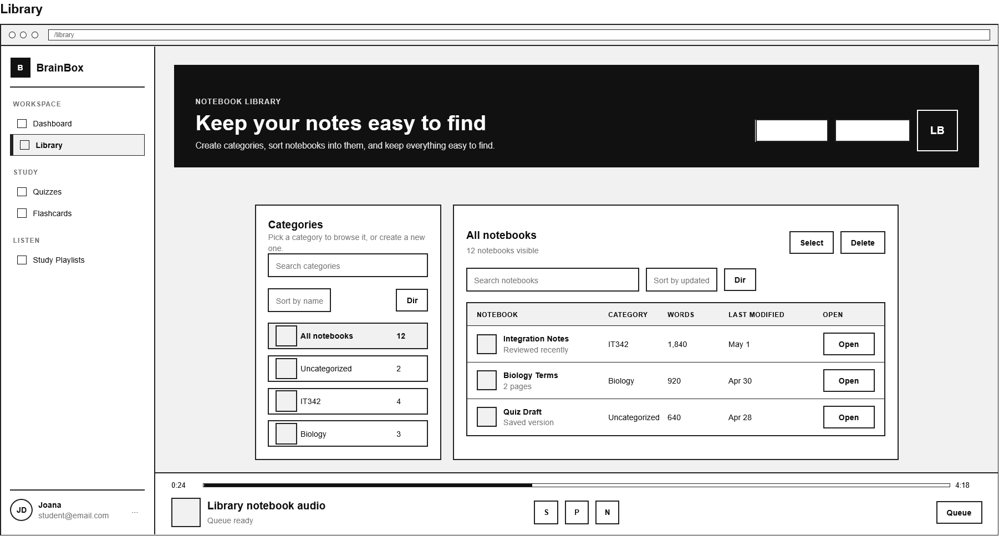 Library
/library
B
BrainBox
WORKSPACE
Dashboard
Library
STUDY
Quizzes
Flashcards
LISTEN
Study Playlists
JD
Joana
student@email.com
...
NOTEBOOK LIBRARY
Keep your notes easy to find
Create categories, sort notebooks into them, and keep everything easy to find.
LB
Categories
Pick a category to browse it, or create a new
one.
Search categories
Sort by name
Dir
All notebooks 12
Uncategorized 2
IT342 4
Biology 3
All notebooks
12 notebooks visible
Select
Delete
Search notebooks
Sort by updated
Dir
NOTEBOOK CATEGORY WORDS LAST MODIFIED OPEN
Integration Notes
Reviewed recently
IT342 1,840 May 1 Open
Biology Terms
2 pages
Biology 920 Apr 30 Open
Quiz Draft
Saved version
Uncategorized 640 Apr 28 Open
0:24
4:18
Library notebook audio
Queue ready
S
P
N
Queue